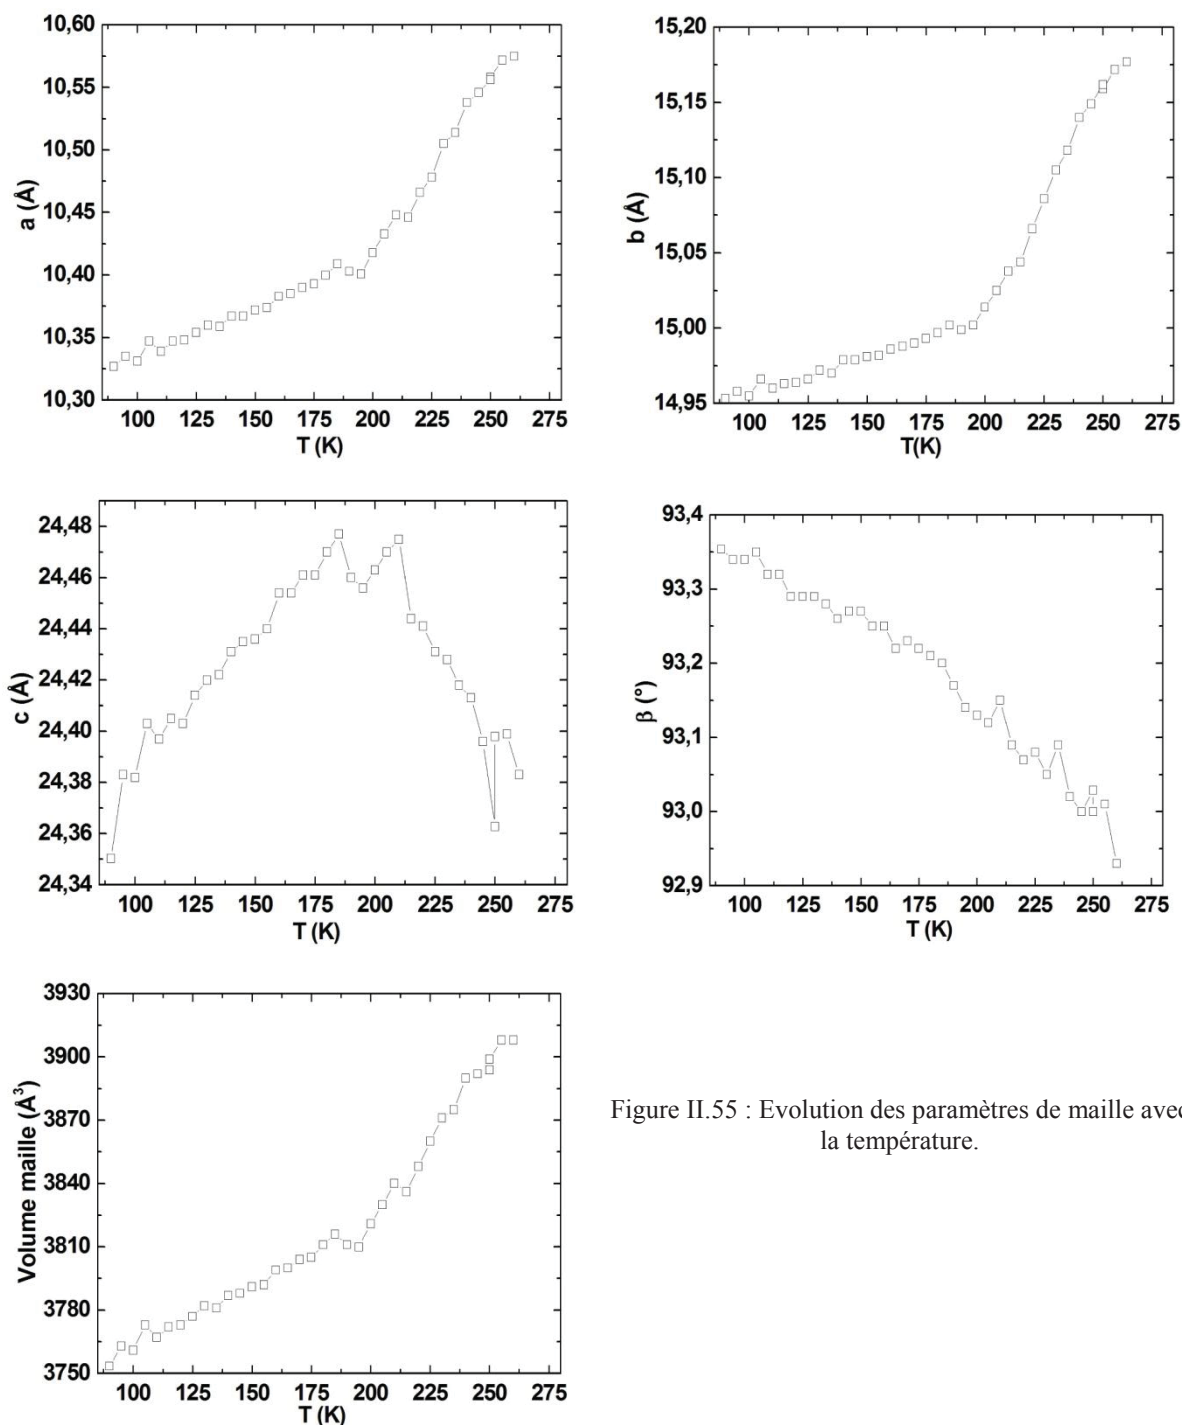 10,60
10,55
10,50
10,45
10,40
10,35
10,30
a (Å)
100 125 150 175 200 225 250 275
T (K)
15,20
15,15
15,10
15,05
15,00
14,95
b (Å)
100 125 150 175 200 225 250 275
T(K)
24,48
24,46
24,44
24,42
24,40
24,38
24,36
24,34
c (Å)
100 125 150 175 200 225 250 275
T (K)
93,4
93,3
93,2
93,1
93,0
92,9
β (°)
100 125 150 175 200 225 250 275
T (K)
3930
3900
3870
3840
3810
3780
3750
Volume maille (Å³)
100 125 150 175 200 225 250 275
T (K)
Figure II.55 : Evolution des paramètres de maille avec
la température.